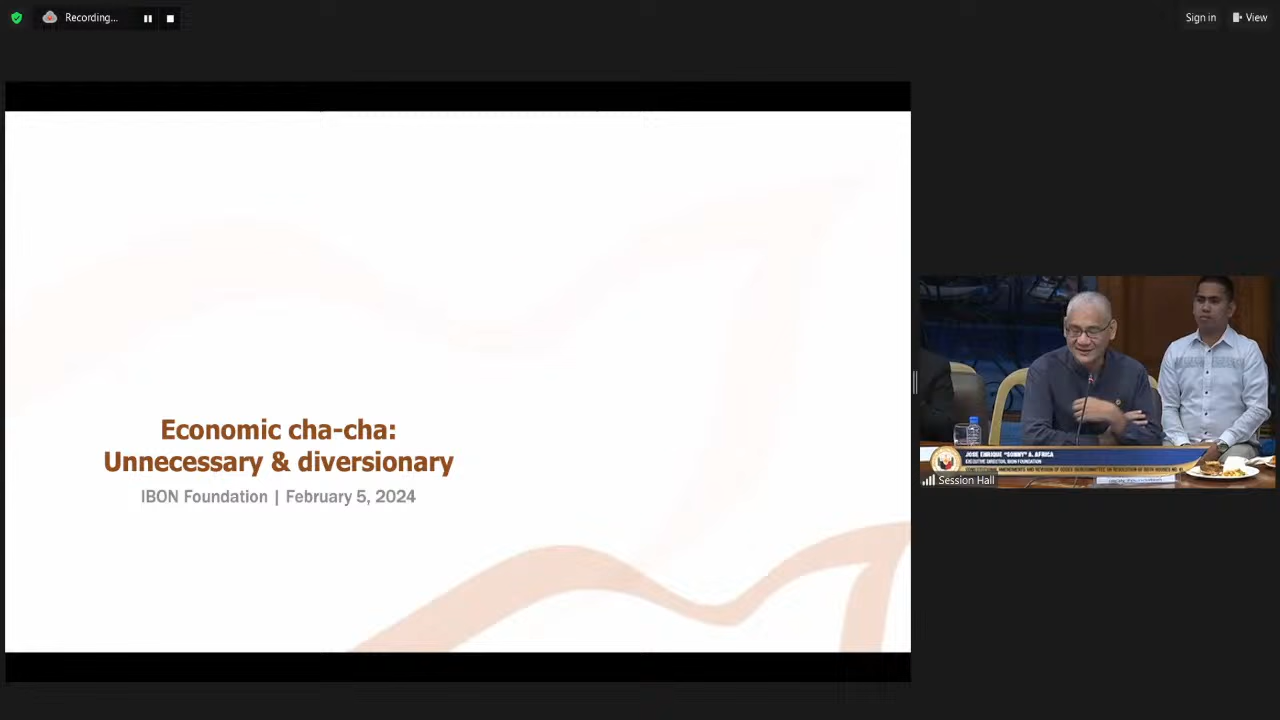 Recording...
Sign in
View
Economic cha-cha:
Unnecessary & diversionary
IBON Foundation | February 5, 2024
JOSE ENRIQUE "SONNY" A. AFRICA
EXECUTIVE DIRECTOR, IBON FOUNDATION
Session Hall